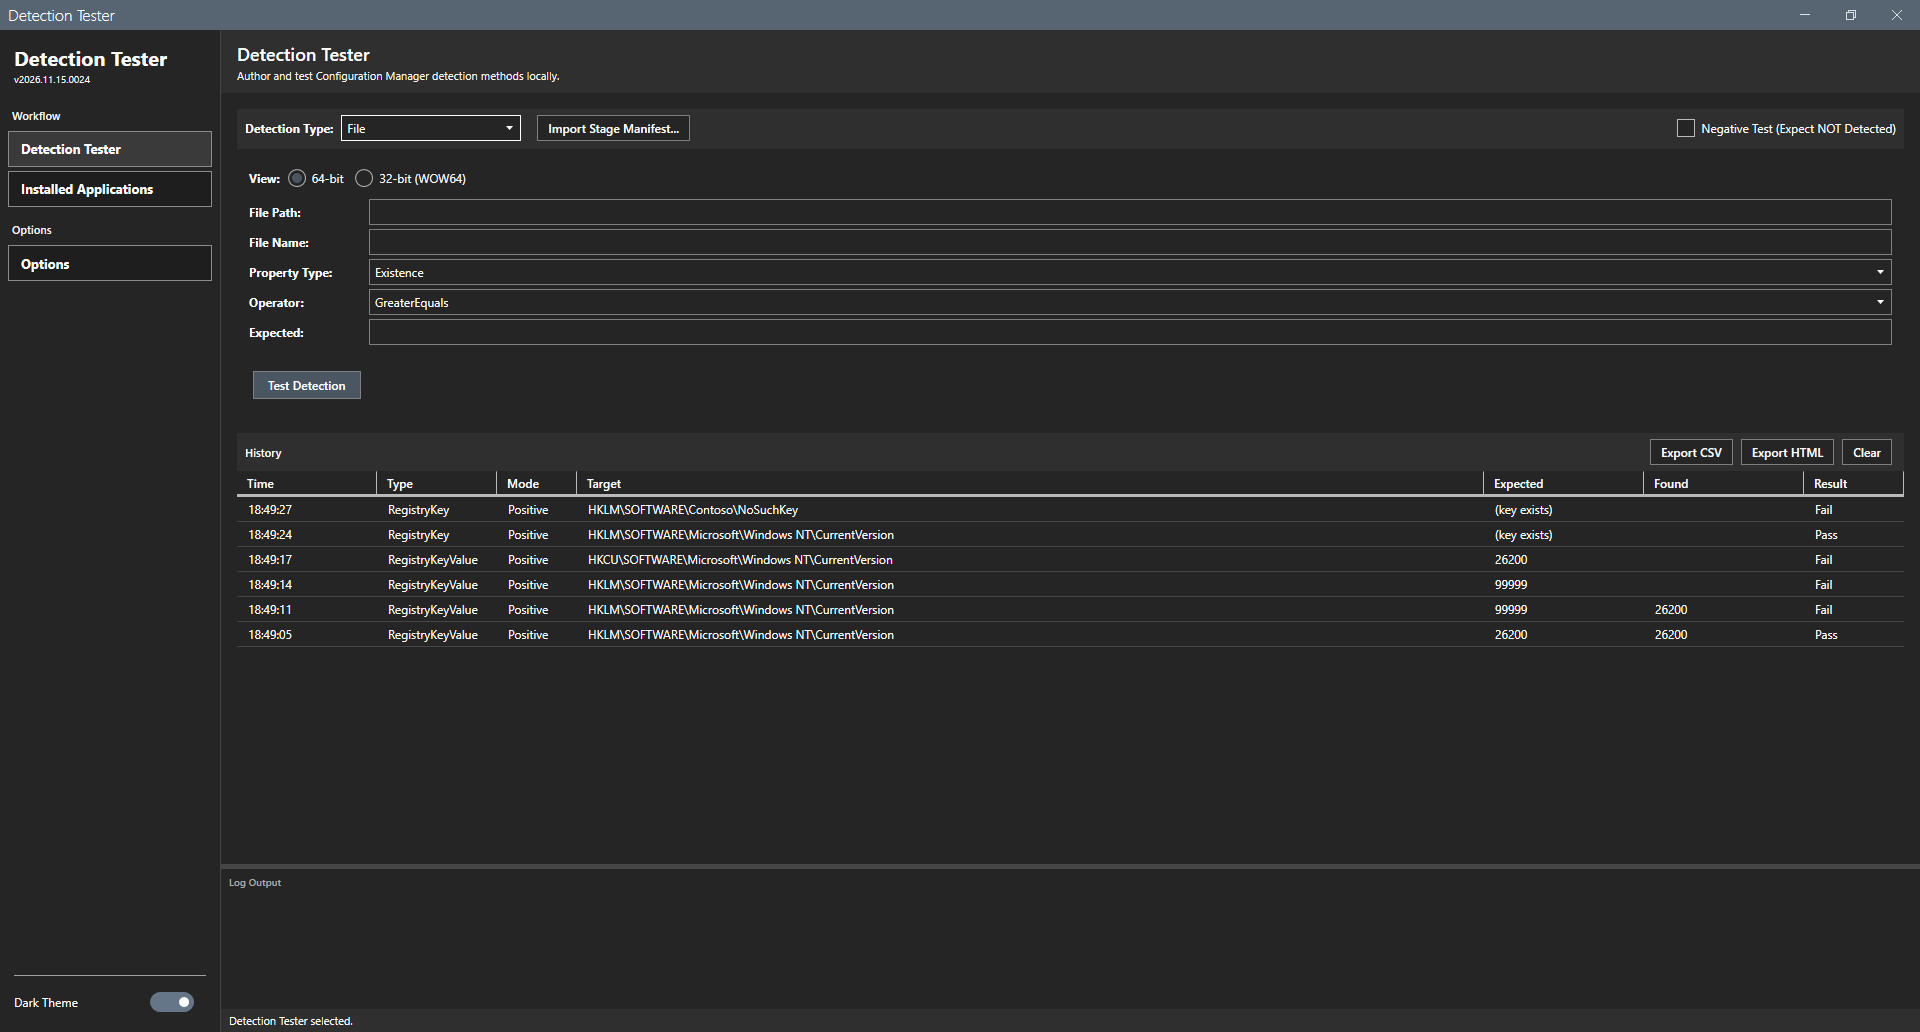 Detection Tester
Detection Tester
v2026.11.15.0024
Workflow
Detection Tester
Installed Applications
Options
Options
Dark Theme
Detection Tester
Author and test Configuration Manager detection methods locally.
Detection Type: File Import Stage Manifest... Negative Test (Expect NOT Detected)
View: 64-bit 32-bit (WOW64)
File Path:
File Name:
Property Type: Existence
Operator: GreaterEquals
Expected:
Test Detection
History Export CSV Export HTML Clear
Time Type Mode Target Expected Found Result
18:49:27 RegistryKey Positive HKLM\SOFTWARE\Contoso\NoSuchKey (key exists) Fail
18:49:24 RegistryKey Positive HKLM\SOFTWARE\Microsoft\Windows NT\CurrentVersion (key exists) Pass
18:49:17 RegistryKeyValue Positive HKCU\SOFTWARE\Microsoft\Windows NT\CurrentVersion 26200 Fail
18:49:14 RegistryKeyValue Positive HKLM\SOFTWARE\Microsoft\Windows NT\CurrentVersion 99999 Fail
18:49:11 RegistryKeyValue Positive HKLM\SOFTWARE\Microsoft\Windows NT\CurrentVersion 99999 26200 Fail
18:49:05 RegistryKeyValue Positive HKLM\SOFTWARE\Microsoft\Windows NT\CurrentVersion 26200 26200 Pass
Log Output
Detection Tester selected.